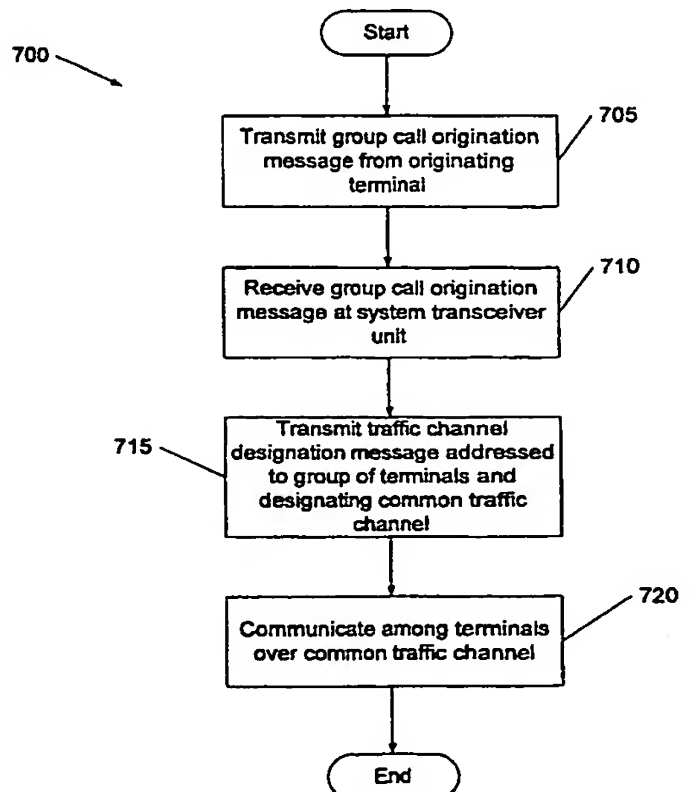 700
Start
Transmit group call origination
message from originating
terminal
705
Receive group call origination
message at system transceiver
unit
710
Transmit traffic channel
designation message addressed
to group of terminals and
designating common traffic
channel
715
Communicate among terminals
over common traffic channel
720
End